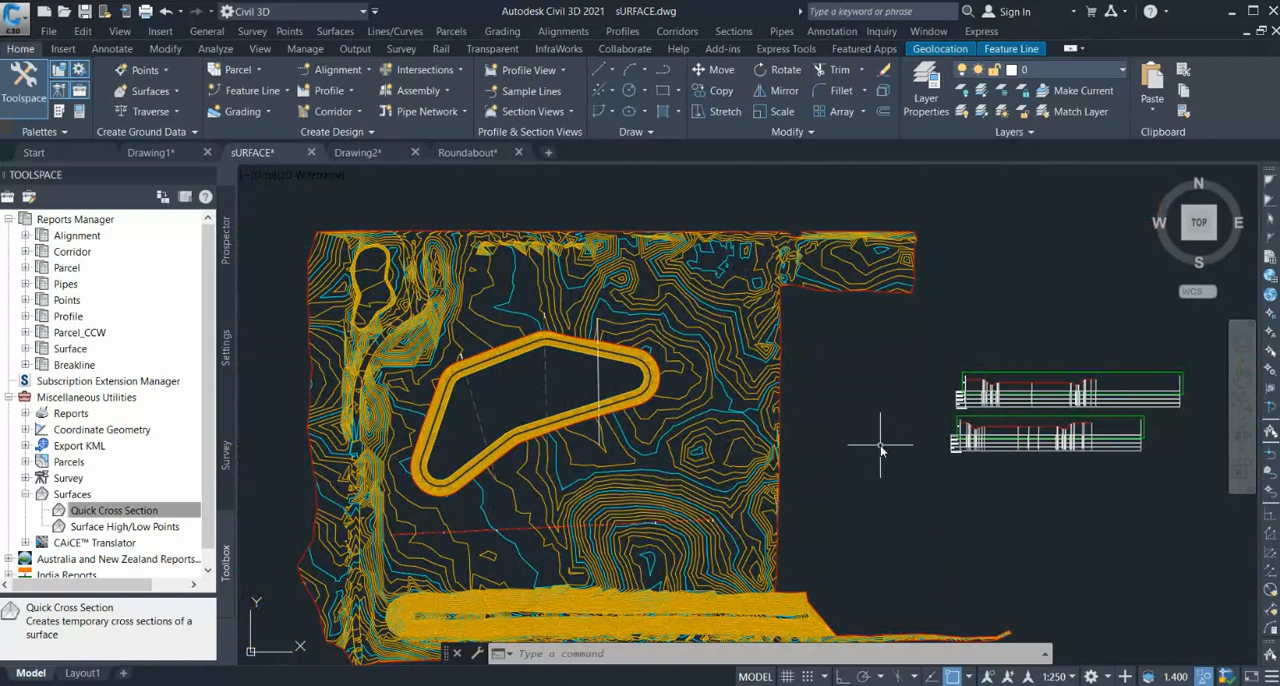 C3D
Civil 3D
Autodesk Civil 3D 2021 sURFACE.dwg
Type a keyword or phrase
Sign In
File Edit View Insert General Survey Points Surfaces Lines/Curves Parcels Grading Alignments Profiles Corridors Sections Pipes Annotation Inquiry Window Express
Home Insert Modify Analyze View Manage Output Survey Rail Transparent InfraWorks Collaborate Help Add-ins Express Tools Featured Apps Geolocation Feature Line
Points Parcel Alignment Intersections Profile View Move Rotate Trim 0
Toolspace Surfaces Feature Line Profile Assembly Sample Lines Copy Mirror Fillet Layer Properties Make Current Paste
Traverse Grading Corridor Pipe Network Section Views Stretch Scale Array Match Layer
Palettes Create Ground Data Create Design Profile & Section Views Draw Modify Layers Clipboard
Start Drawing1* sURFACE* Drawing2* Roundabout*
TOOLSPACE
Reports Manager
Alignment
Corridor
Parcel
Pipes
Points
Profile
Parcel_CCW
Surface
Breakline
Subscription Extension Manager
Miscellaneous Utilities
Reports
Coordinate Geometry
Export KML
Parcels
Survey
Surfaces
Quick Cross Section
Surface High/Low Points
CAiCE™ Translator
Australia and New Zealand Reports...
India Reports
Quick Cross Section
Creates temporary cross sections of a
surface
Prospector
Settings
Survey
Toolbox
[2D Wireframe]
N
W TOP E
S
WCS
Y
X
Type a command
Model Layout1
MODEL 1:250 1.400